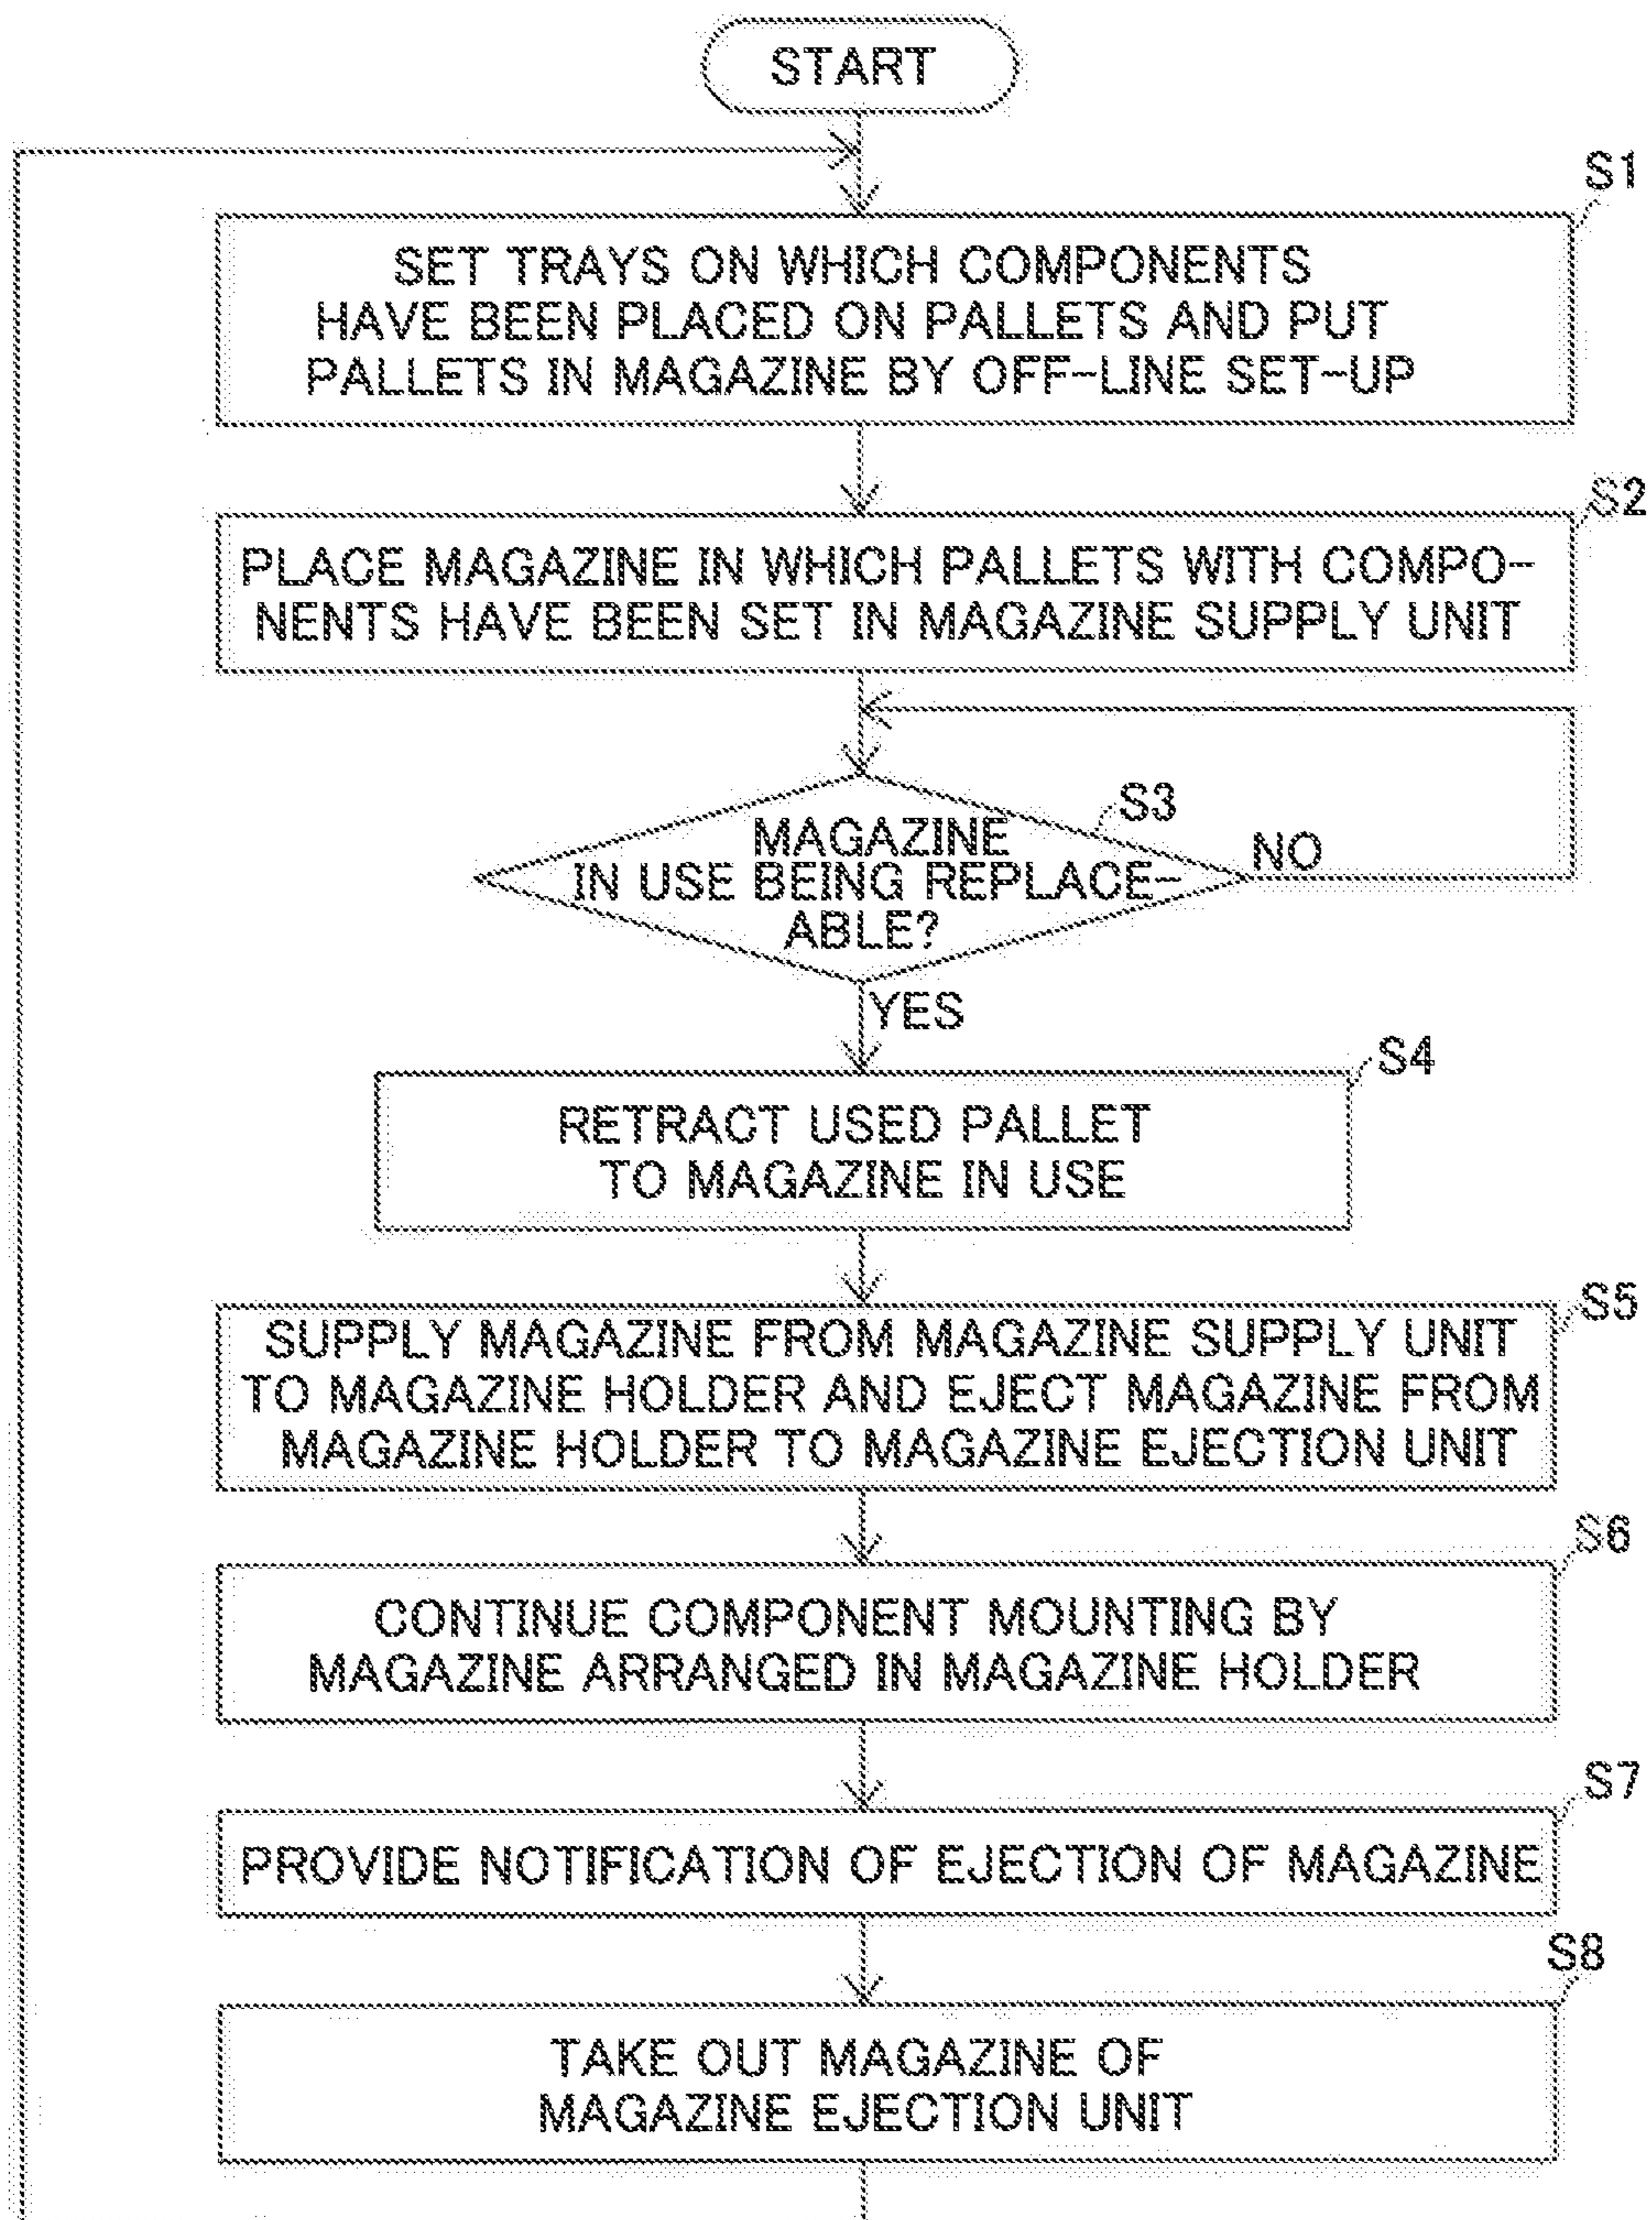 START
S1
SET TRAYS ON WHICH COMPONENTS
HAVE BEEN PLACED ON PALLETS AND PUT
PALLETS IN MAGAZINE BY OFF-LINE SET-UP
S2
PLACE MAGAZINE IN WHICH PALLETS WITH COMPO-
NENTS HAVE BEEN SET IN MAGAZINE SUPPLY UNIT
S3
MAGAZINE
IN USE BEING REPLACE-
ABLE?
NO
YES
S4
RETRACT USED PALLET
TO MAGAZINE IN USE
S5
SUPPLY MAGAZINE FROM MAGAZINE SUPPLY UNIT
TO MAGAZINE HOLDER AND EJECT MAGAZINE FROM
MAGAZINE HOLDER TO MAGAZINE EJECTION UNIT
S6
CONTINUE COMPONENT MOUNTING BY
MAGAZINE ARRANGED IN MAGAZINE HOLDER
S7
PROVIDE NOTIFICATION OF EJECTION OF MAGAZINE
S8
TAKE OUT MAGAZINE OF
MAGAZINE EJECTION UNIT